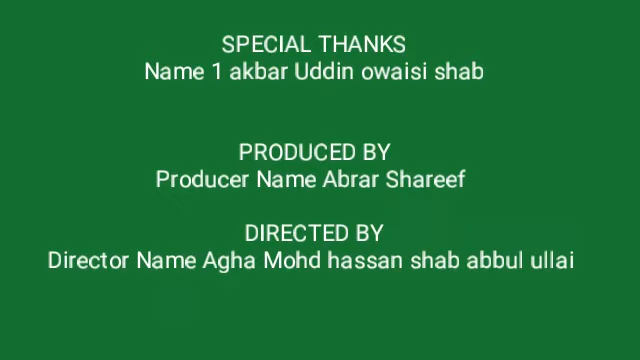 SPECIAL THANKS
Name 1 akbar Uddin owaisi shab
PRODUCED BY
Producer Name Abrar Shareef
DIRECTED BY
Director Name Agha Mohd hassan shab abbul ullai